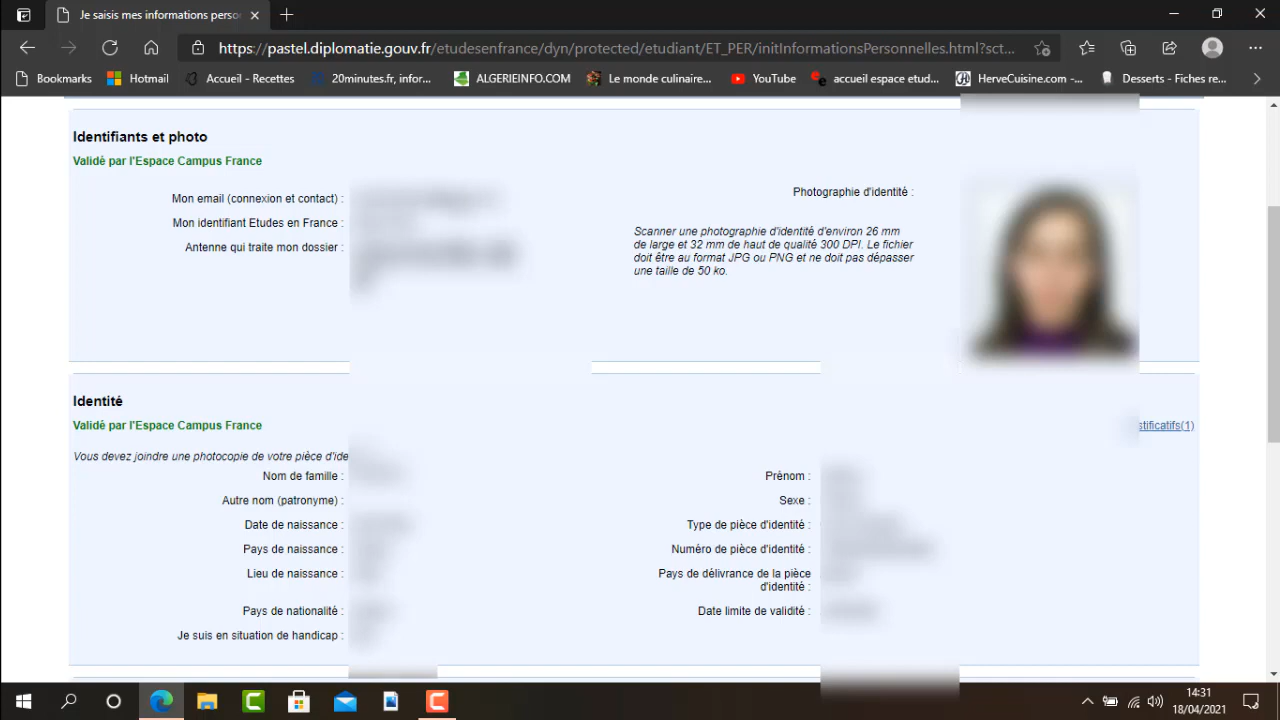 Je saisis mes informations perso
https://pastel.diplomatie.gouv.fr/etudesenfrance/dyn/protected/etudiant/ET_PER/initInformationsPersonnelles.html?sct...
Bookmarks Hotmail Accueil - Recettes 20minutes.fr, infor... ALGERIEINFO.COM Le monde culinaire... YouTube accueil espace etud... HerveCuisine.com -... Desserts - Fiches re...
Identifiants et photo
Validé par l'Espace Campus France
Mon email (connexion et contact) :
Mon identifiant Etudes en France :
Antenne qui traite mon dossier :
Photographie d'identité :
Scanner une photographie d'identité d'environ 26 mm
de large et 32 mm de haut de qualité 300 DPI. Le fichier
doit être au format JPG ou PNG et ne doit pas dépasser
une taille de 50 ko.
Identité
Validé par l'Espace Campus France
stificatifs(1)
Vous devez joindre une photocopie de votre pièce d'ide
Nom de famille :
Prénom :
Autre nom (patronyme) :
Sexe :
Date de naissance :
Type de pièce d'identité :
Pays de naissance :
Numéro de pièce d'identité :
Lieu de naissance :
Pays de délivrance de la pièce
d'identité :
Pays de nationalité :
Date limite de validité :
Je suis en situation de handicap :
14:31
18/04/2021